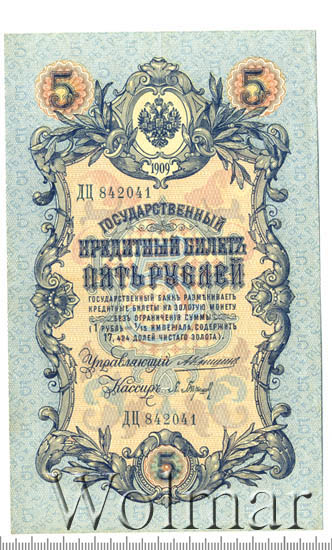 5 5
1909
ДЦ 842041
ГОСУДАРСТВЕННЫЙ
КРЕДИТНЫЙ БИЛЕТЪ
ПЯТЬ РУБЛЕЙ
ГОСУДАРСТВЕННЫЙ БАНКЪ РАЗМѢНИВАЕТЪ
КРЕДИТНЫЕ БИЛЕТЫ НА ЗОЛОТУЮ МОНЕТУ
БЕЗЪ ОГРАНИЧЕНІЯ СУММЫ
(1 РУБЛЬ = 1/15 ИМПЕРІАЛА, СОДЕРЖИТЪ
17,424 ДОЛЕЙ ЧИСТАГО ЗОЛОТА).
Управляющій
Кассиръ
ДЦ 842041
5
Wolmar